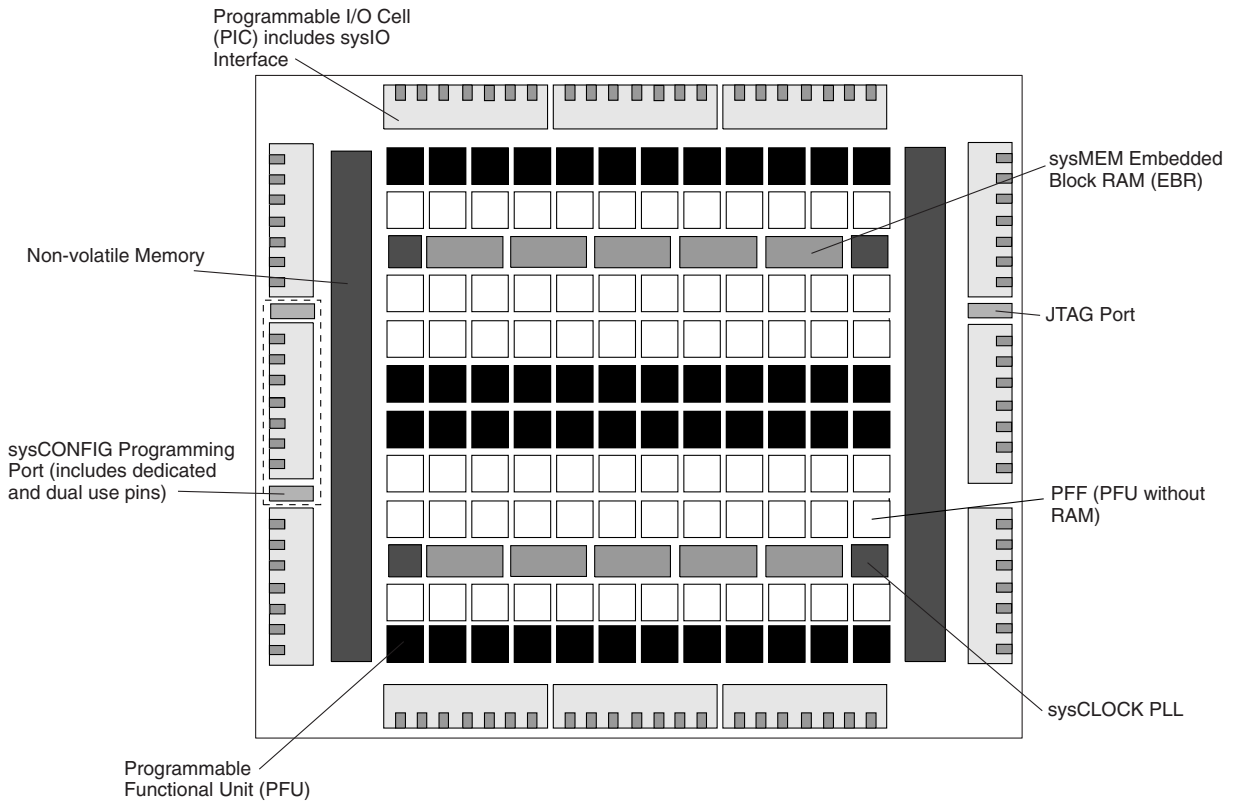 Programmable I/O Cell
(PIC) includes sysIO
Interface
sysMEM Embedded
Block RAM (EBR)
Non-volatile Memory
JTAG Port
sysCONFIG Programming
Port (includes dedicated
and dual use pins)
PFF (PFU without
RAM)
sysCLOCK PLL
Programmable
Functional Unit (PFU)